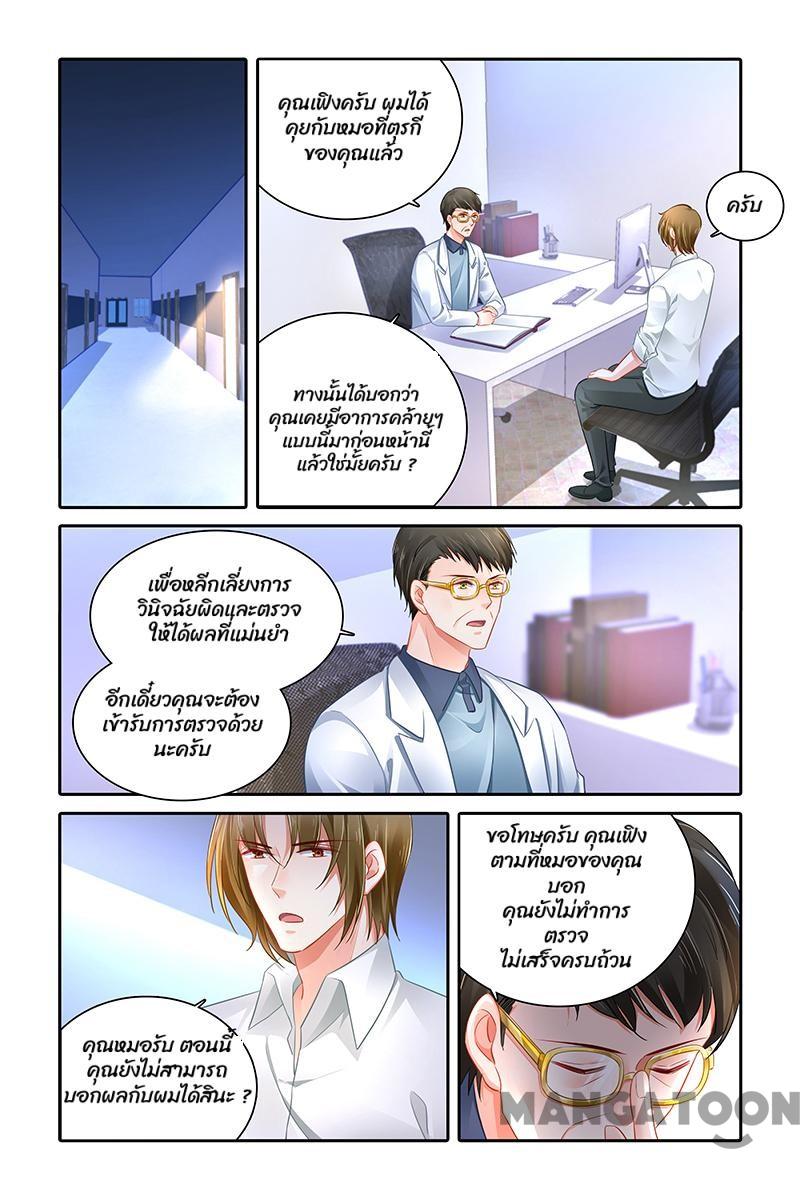 คุณเฟิงครับ ผมได้
คุยกับหมอที่ตุรกี
ของคุณแล้ว
ครับ
ทางนั้นได้บอกว่า
คุณเคยมีอาการคล้ายๆ
แบบนี้มาก่อนหน้านี้
แล้วใช่มั้ยครับ ?
เพื่อหลีกเลี่ยงการ
วินิจฉัยผิดและตรวจ
ให้ได้ผลที่แม่นยำ
อีกเดี๋ยวคุณจะต้อง
เข้ารับการตรวจด้วย
นะครับ
คุณหมอรับ ตอนนี้
คุณยังไม่สามารถ
บอกผลกับผมได้สินะ ?
ขอโทษครับ คุณเฟิง
ตามที่หมอของคุณ
บอก
คุณยังไม่ทำการ
ตรวจ
ไม่เสร็จครบถ้วน
MANGATOON